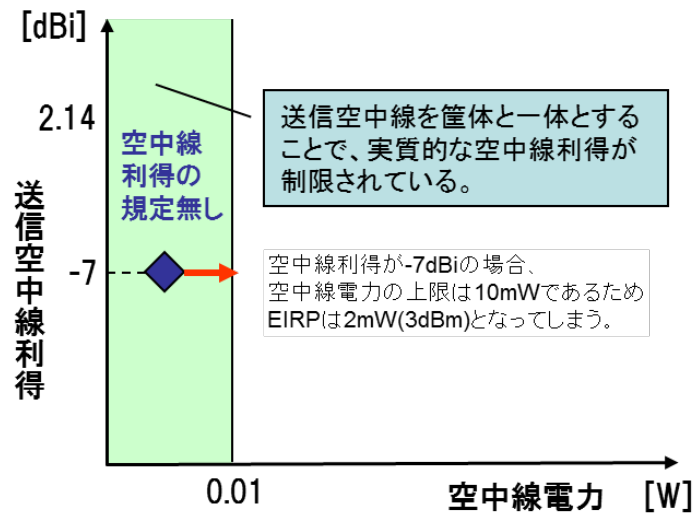 [dBi]
2.14
空中線
利得の
規定無し
送信空中線を筐体と一体とする
ことで、実質的な空中線利得が
制限されている。
送信空中線利得
-7
空中線利得が-7dBiの場合、
空中線電力の上限は10mWであるため
EIRPは2mW(3dBm)となってしまう。
0.01
空中線電力 [W]